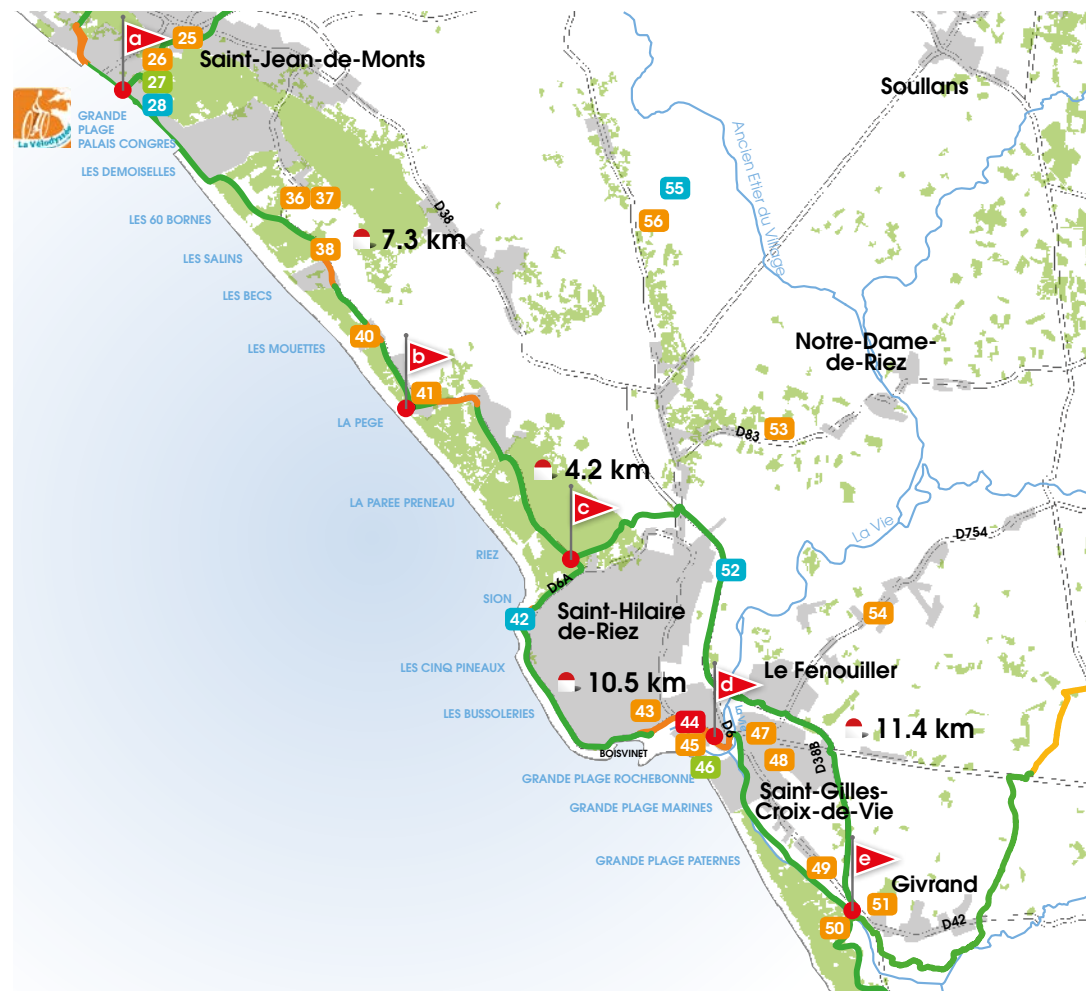 a
25
26
27
28
Saint-Jean-de-Monts
Soullans
La Vélodyssée
GRANDE
PLAGE
PALAIS CONGRES
LES DEMOISELLES
Ancien Etier du Village
55
56
36
37
D38
LES 60 BORNES
7.3 km
38
LES SALINS
LES BECS
40
LES MOUETTES
b
Notre-Dame-
de-Riez
41
LA PEGE
D83
53
4.2 km
LA PAREE PRENEAU
c
La Vie
D754
RIEZ
D6A
52
SION
42
Saint-Hilaire
de-Riez
54
LES CINQ PINEAUX
Le Fenouiller
10.5 km
d
LES BUSSOLERIES
43
44
D6
47
11.4 km
45
BOISVINET
46
48
D38B
GRANDE PLAGE ROCHEBONNE
Saint-Gilles-
Croix-de-Vie
GRANDE PLAGE MARINES
GRANDE PLAGE PATERNES
49
e
Givrand
51
50
D42